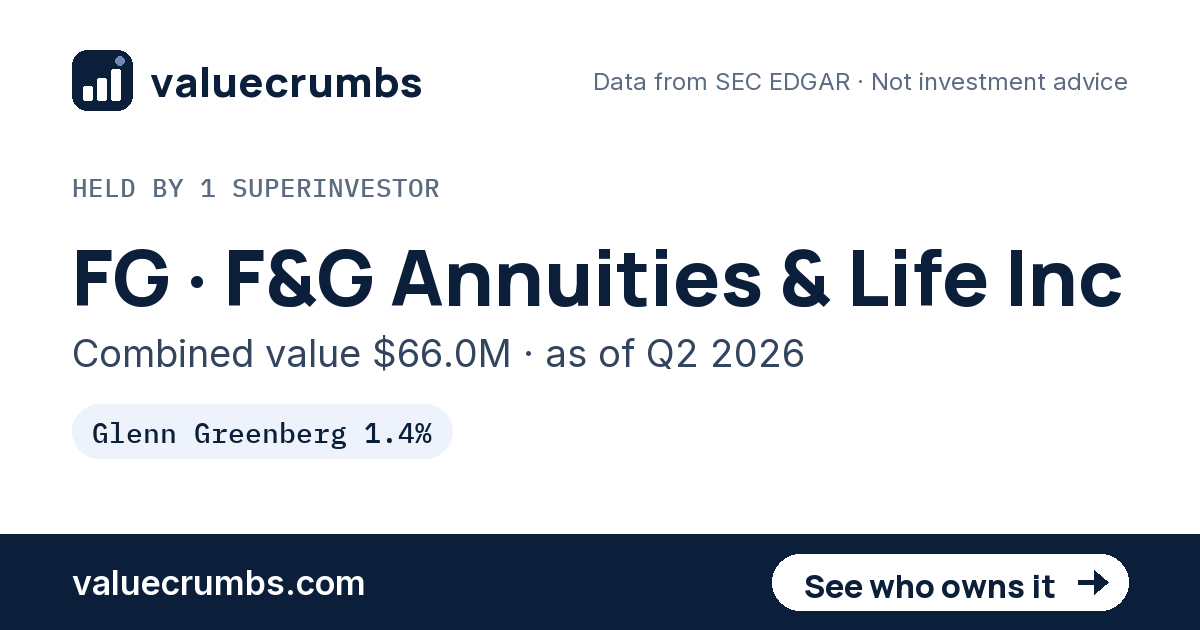 valuecrumbs
Data from SEC EDGAR · Not investment advice
HELD BY 1 SUPERINVESTOR
FG · F&G Annuities & Life Inc
Combined value $66.0M · as of Q2 2026
Glenn Greenberg 1.4%
valuecrumbs.com
See who owns it →